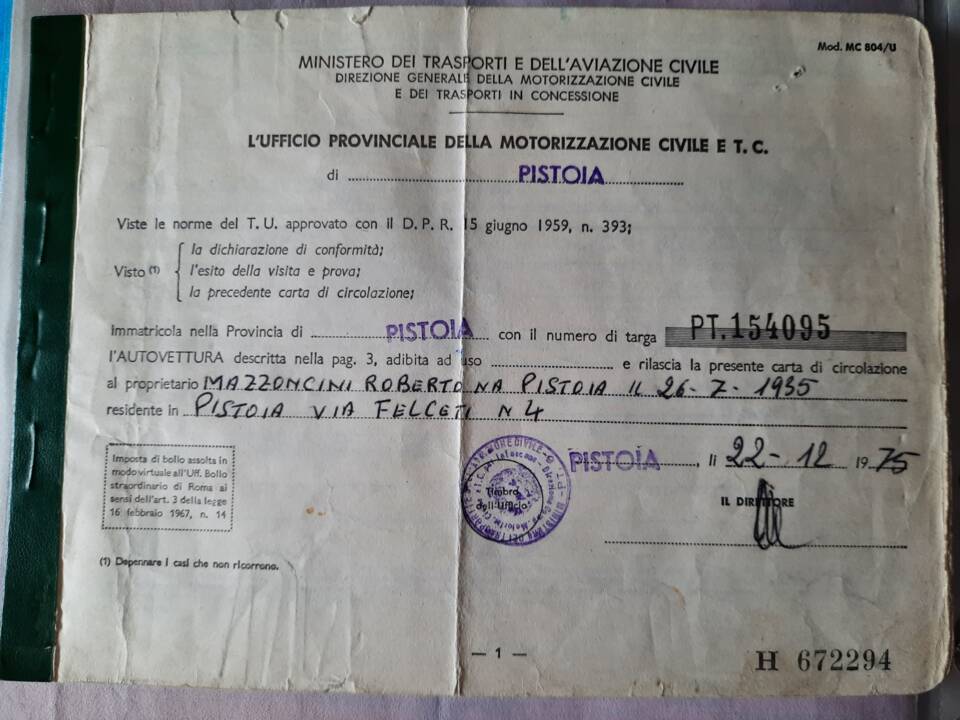 Mod. MC 804/U
MINISTERO DEI TRASPORTI E DELL'AVIAZIONE CIVILE
DIREZIONE GENERALE DELLA MOTORIZZAZIONE CIVILE
E DEI TRASPORTI IN CONCESSIONE
L'UFFICIO PROVINCIALE DELLA MOTORIZZAZIONE CIVILE E T. C.
di PISTOIA
Viste le norme del T. U. approvato con il D. P. R. 15 giugno 1959, n. 393;
la dichiarazione di conformità;
Visto (1) l'esito della visita e prova;
la precedente carta di circolazione;
Immatricola nella Provincia di PISTOIA con il numero di targa PT.154095
l'AUTOVETTURA descritta nella pag. 3, adibita ad uso e rilascia la presente carta di circolazione
al proprietario MAZZONCINI ROBERTO NA PISTOIA IL 26-7-1935
residente in PISTOIA VIA FELCETI N 4
Imposta di bollo assolta in
modo virtuale all'Uff. Bollo
straordinario di Roma ai
sensi dell'art. 3 della legge
16 febbraio 1967, n. 14
Timbro
dell'Ufficio
PISTOIA, li 22-12 1975
IL DIRETTORE
(1) Depennare i casi che non ricorrono.
— 1 —
H 672294